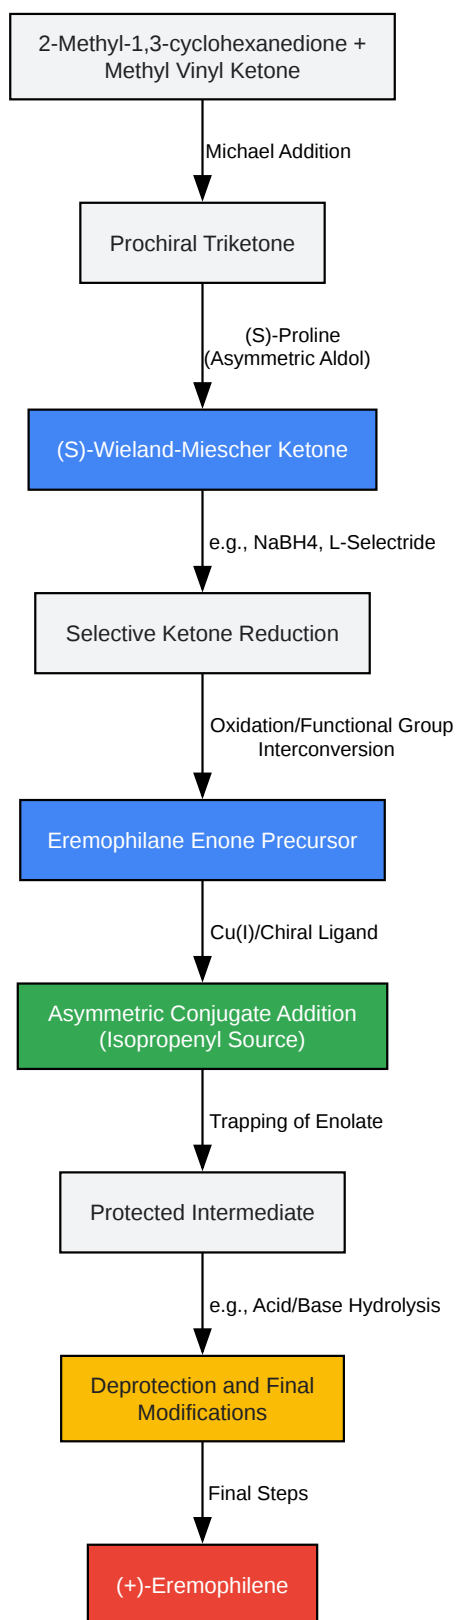 2-Methyl-1,3-cyclohexanedione +
Methyl Vinyl Ketone
Michael Addition
Prochiral Triketone
(S)-Proline
(Asymmetric Aldol)
(S)-Wieland-Miescher Ketone
e.g., NaBH4, L-Selectride
Selective Ketone Reduction
Oxidation/Functional Group
Interconversion
Eremophilane Enone Precursor
Cu(I)/Chiral Ligand
Asymmetric Conjugate Addition
(Isopropenyl Source)
Trapping of Enolate
Protected Intermediate
e.g., Acid/Base Hydrolysis
Deprotection and Final
Modifications
Final Steps
(+)-Eremophilene